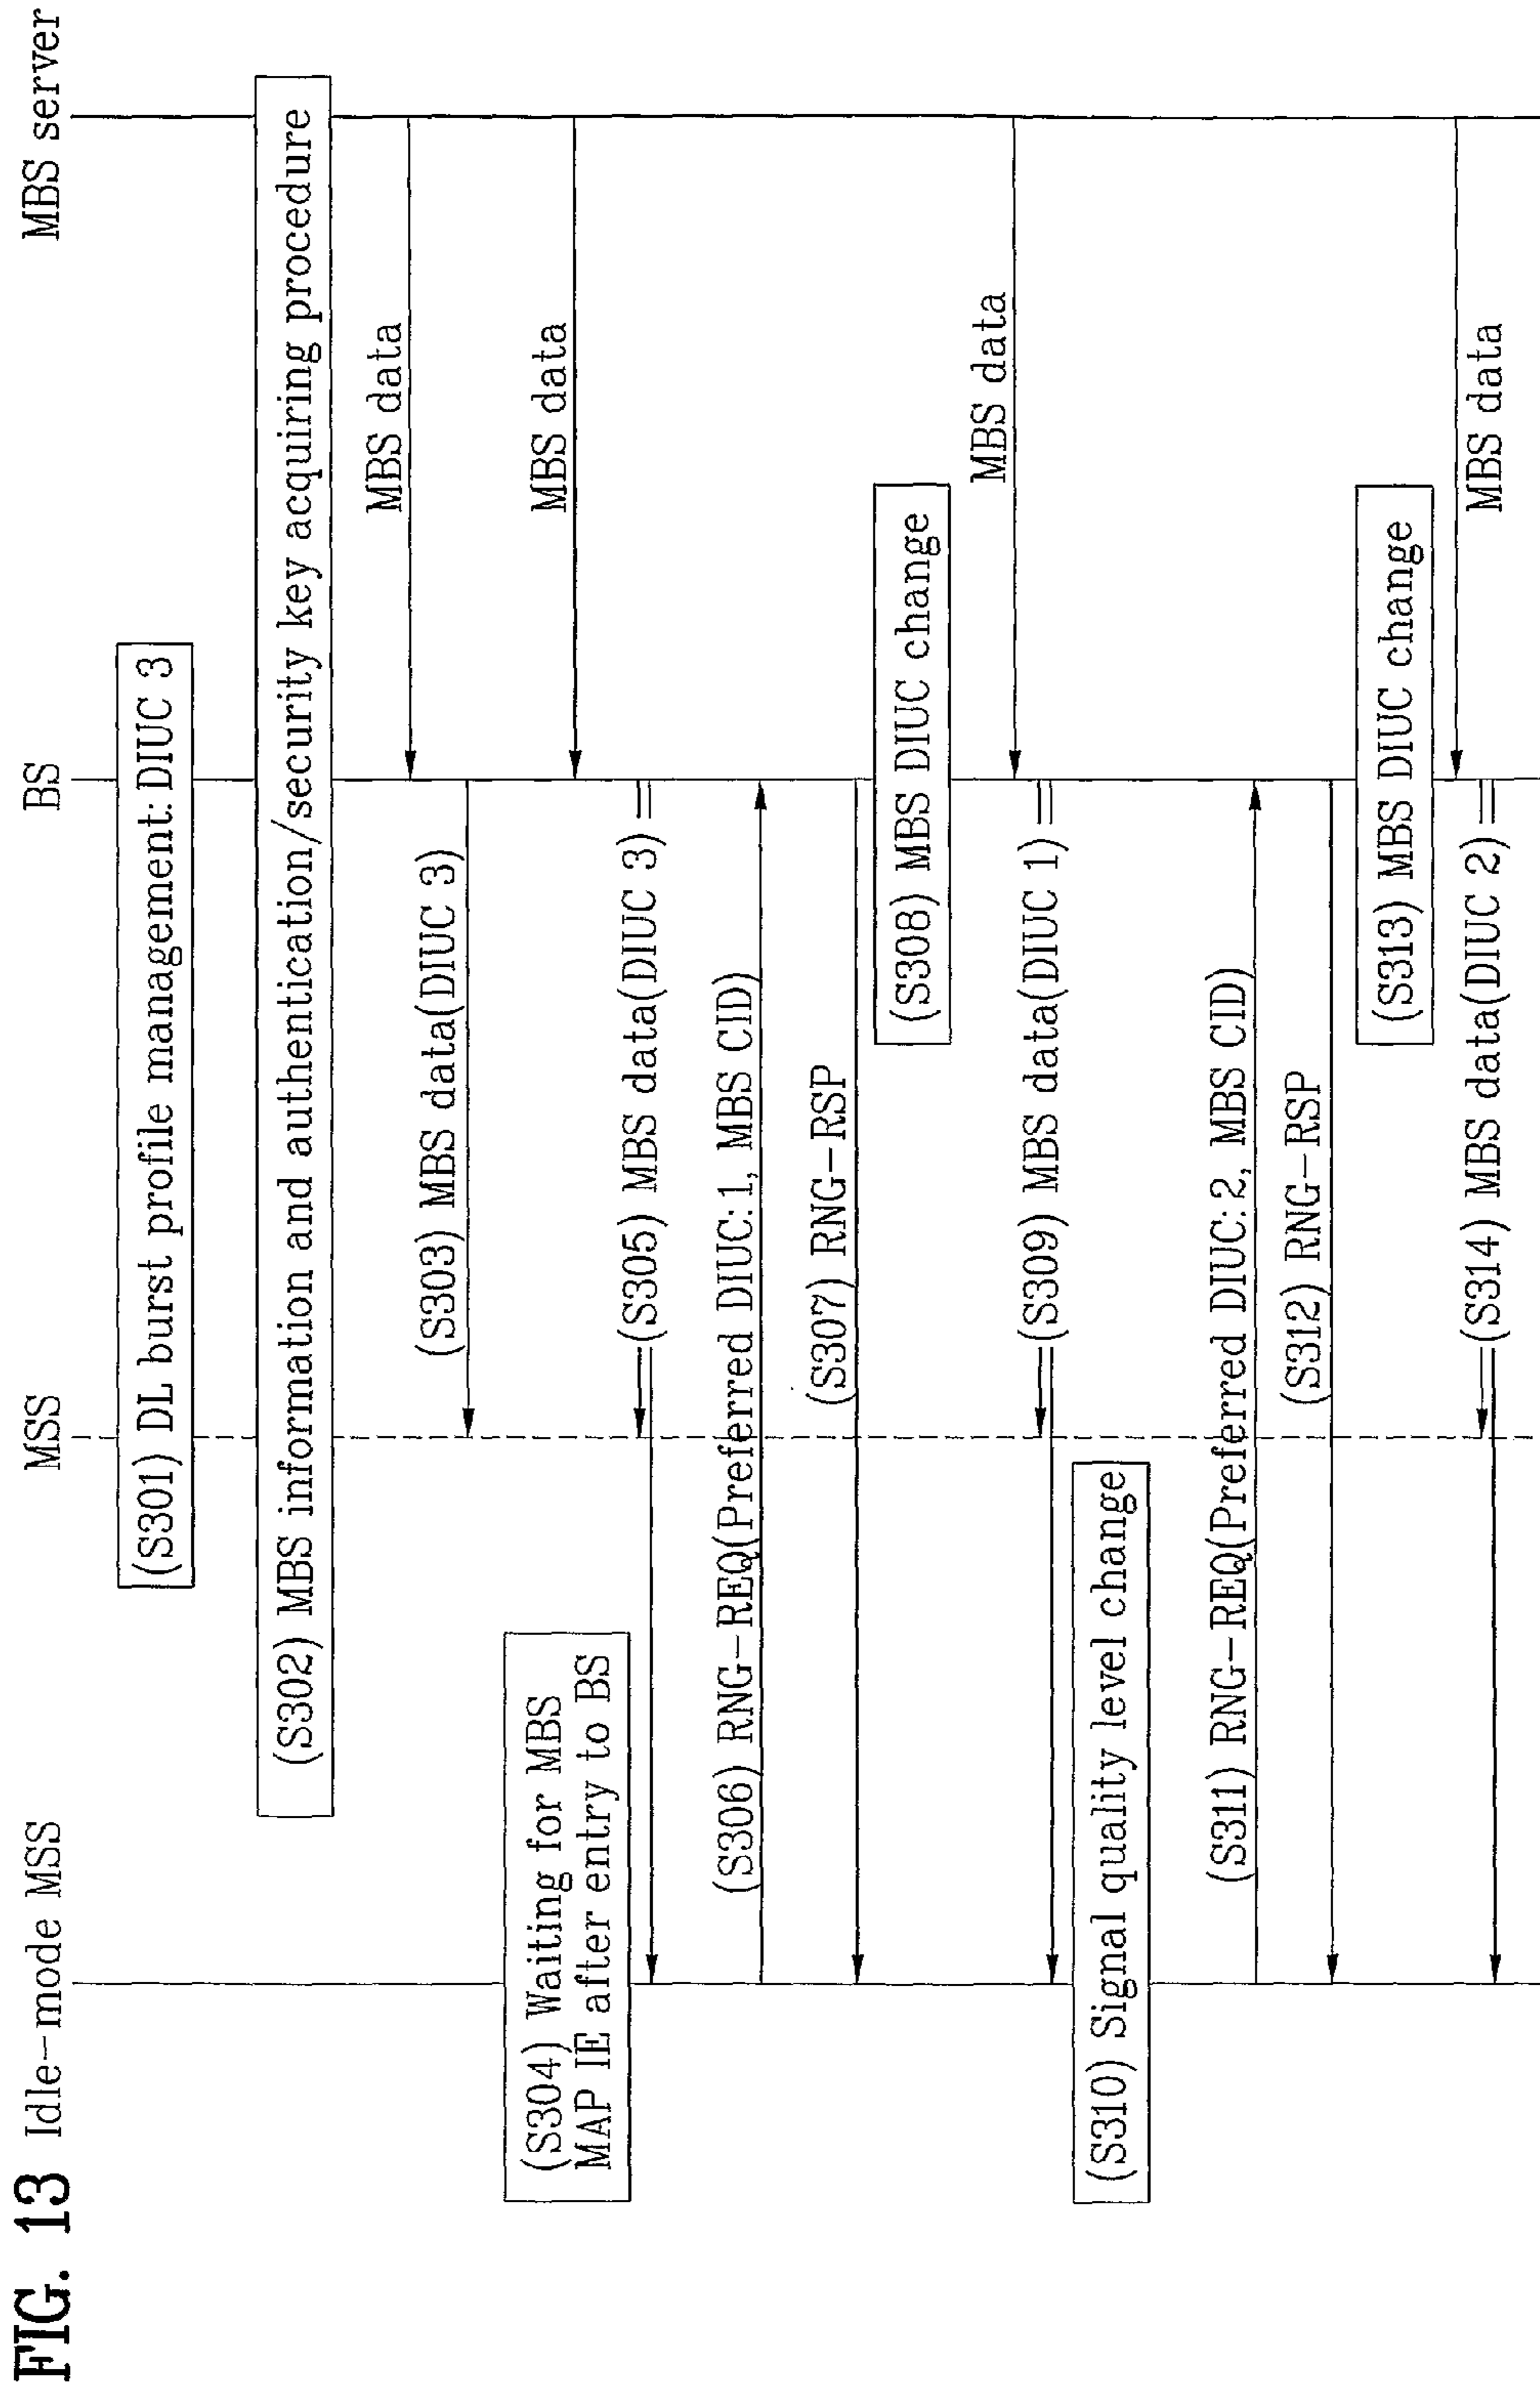 FIG. 13
Idle-mode MSS
MSS
BS
MBS server
(S301) DL burst profile management: DIUC 3
(S302) MBS information and authentication/security key acquiring procedure
MBS data
(S303) MBS data(DIUC 3)
(S304) Waiting for MBS
MAP IE after entry to BS
MBS data
(S305) MBS data(DIUC 3)
(S306) RNG-REQ(Preferred DIUC:1, MBS CID)
(S307) RNG-RSP
(S308) MBS DIUC change
MBS data
(S309) MBS data(DIUC 1)
(S310) Signal quality level change
(S311) RNG-REQ(Preferred DIUC:2, MBS CID)
(S312) RNG-RSP
(S313) MBS DIUC change
MBS data
(S314) MBS data(DIUC 2)